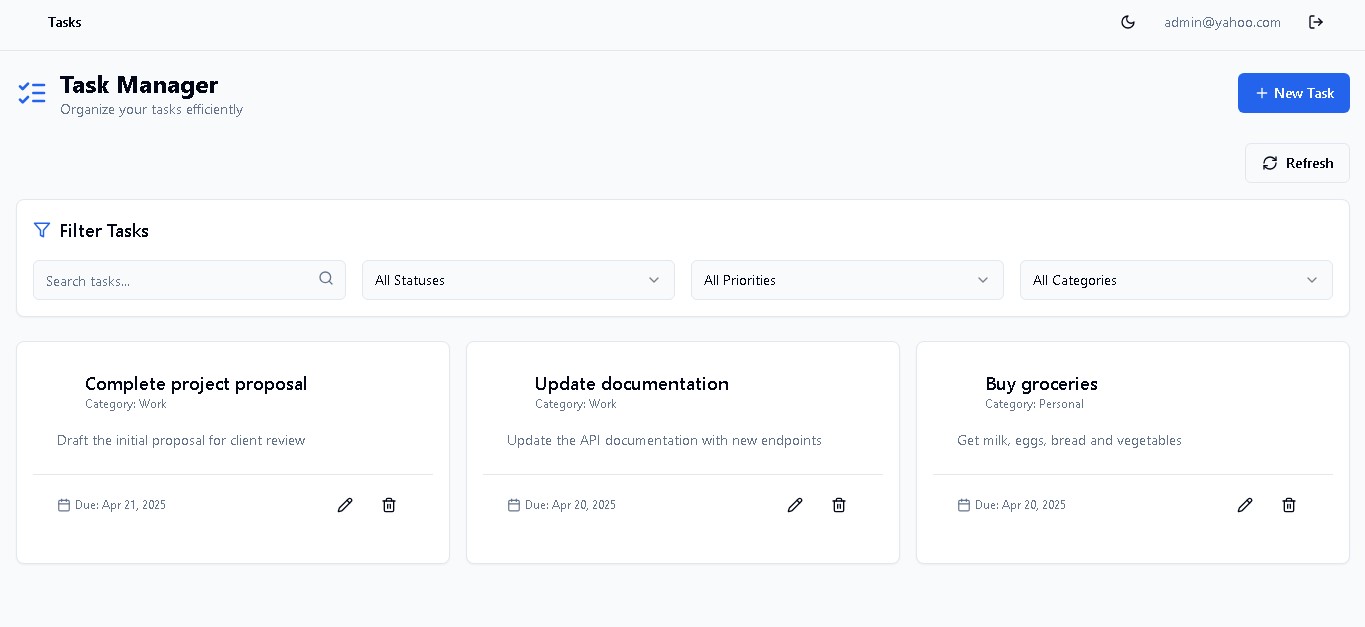 Tasks
admin@yahoo.com
Task Manager
Organize your tasks efficiently
New Task
Refresh
Filter Tasks
Search tasks...
All Statuses
All Priorities
All Categories
Complete project proposal
Category: Work
Draft the initial proposal for client review
Due: Apr 21, 2025
Update documentation
Category: Work
Update the API documentation with new endpoints
Due: Apr 20, 2025
Buy groceries
Category: Personal
Get milk, eggs, bread and vegetables
Due: Apr 20, 2025